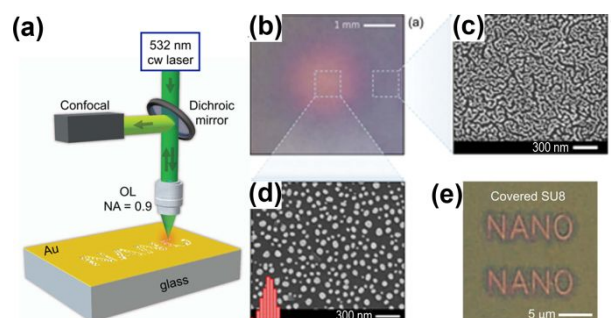 (a)
532 nm
cw laser
Confocal
Dichroic
mirror
OL
NA = 0.9
Au
glass
(b)
1 mm
(a)
(c)
300 nm
(d)
300 nm
(e)
Covered SU8
NANO
NANO
5 μm